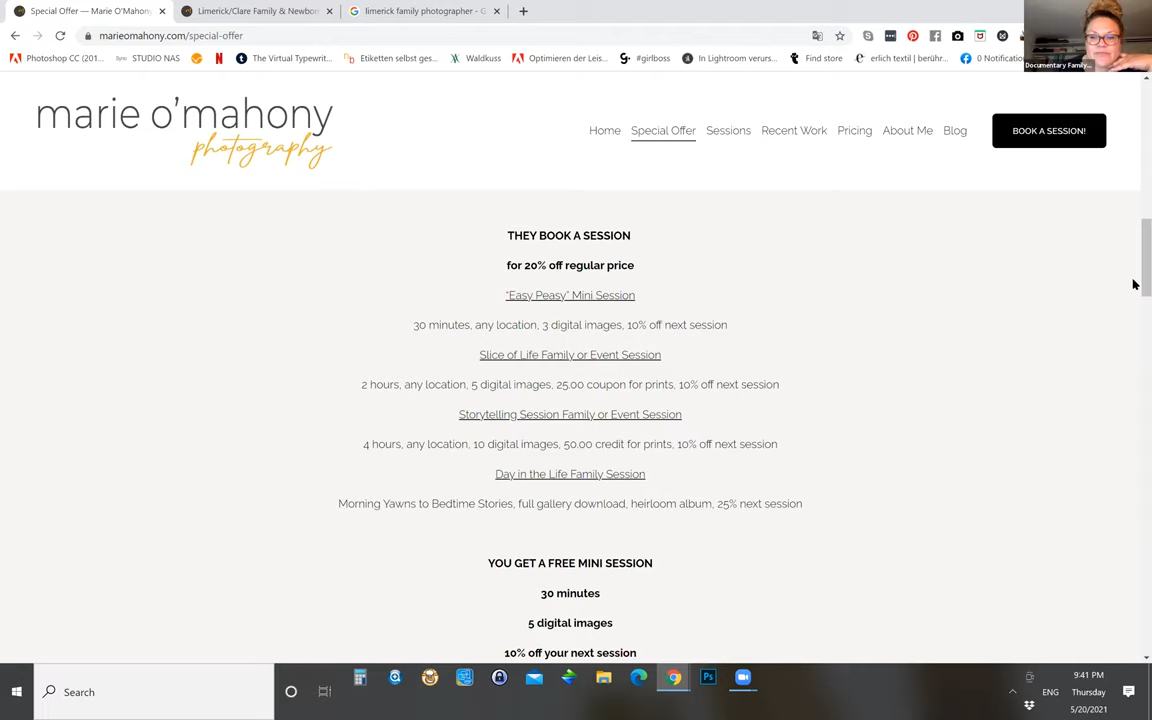 Special Offer — Marie O'Mahony
Limerick/Clare Family & Newborn
limerick family photographer - G
marieomahony.com/special-offer
Photoshop CC (201...
STUDIO NAS
The Virtual Typewrit...
Etiketten selbst ges...
Waldkuss
Optimieren der Leis...
#girlboss
In Lightroom verurs...
Find store
erlich textil | berühr...
0 Notification
Documentary Family...
marie o'mahony
photography
Home
Special Offer
Sessions
Recent Work
Pricing
About Me
Blog
BOOK A SESSION!
THEY BOOK A SESSION
for 20% off regular price
"Easy Peasy" Mini Session
30 minutes, any location, 3 digital images, 10% off next session
Slice of Life Family or Event Session
2 hours, any location, 5 digital images, 25.00 coupon for prints, 10% off next session
Storytelling Session Family or Event Session
4 hours, any location, 10 digital images, 50.00 credit for prints, 10% off next session
Day in the Life Family Session
Morning Yawns to Bedtime Stories, full gallery download, heirloom album, 25% next session
YOU GET A FREE MINI SESSION
30 minutes
5 digital images
10% off your next session
Search
Ps
ENG
9:41 PM
Thursday
5/20/2021